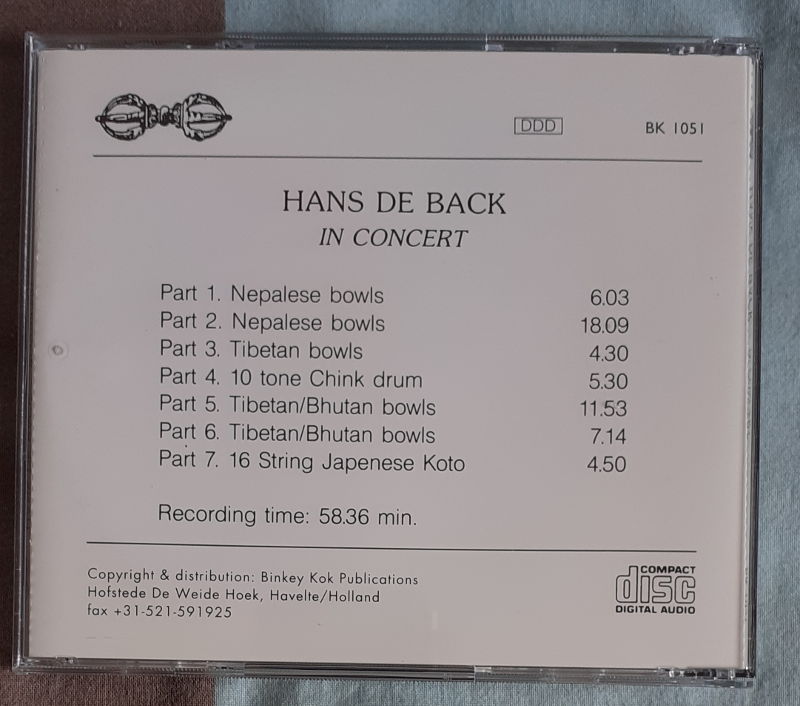 DDD BK 1051
HANS DE BACK
IN CONCERT
Part 1. Nepalese bowls 6.03
Part 2. Nepalese bowls 18.09
Part 3. Tibetan bowls 4.30
Part 4. 10 tone Chink drum 5.30
Part 5. Tibetan/Bhutan bowls 11.53
Part 6. Tibetan/Bhutan bowls 7.14
Part 7. 16 String Japenese Koto 4.50
Recording time: 58.36 min.
Copyright & distribution: Binkey Kok Publications
Hofstede De Weide Hoek, Havelte/Holland
fax +31-521-591925
COMPACT
disc
DIGITAL AUDIO